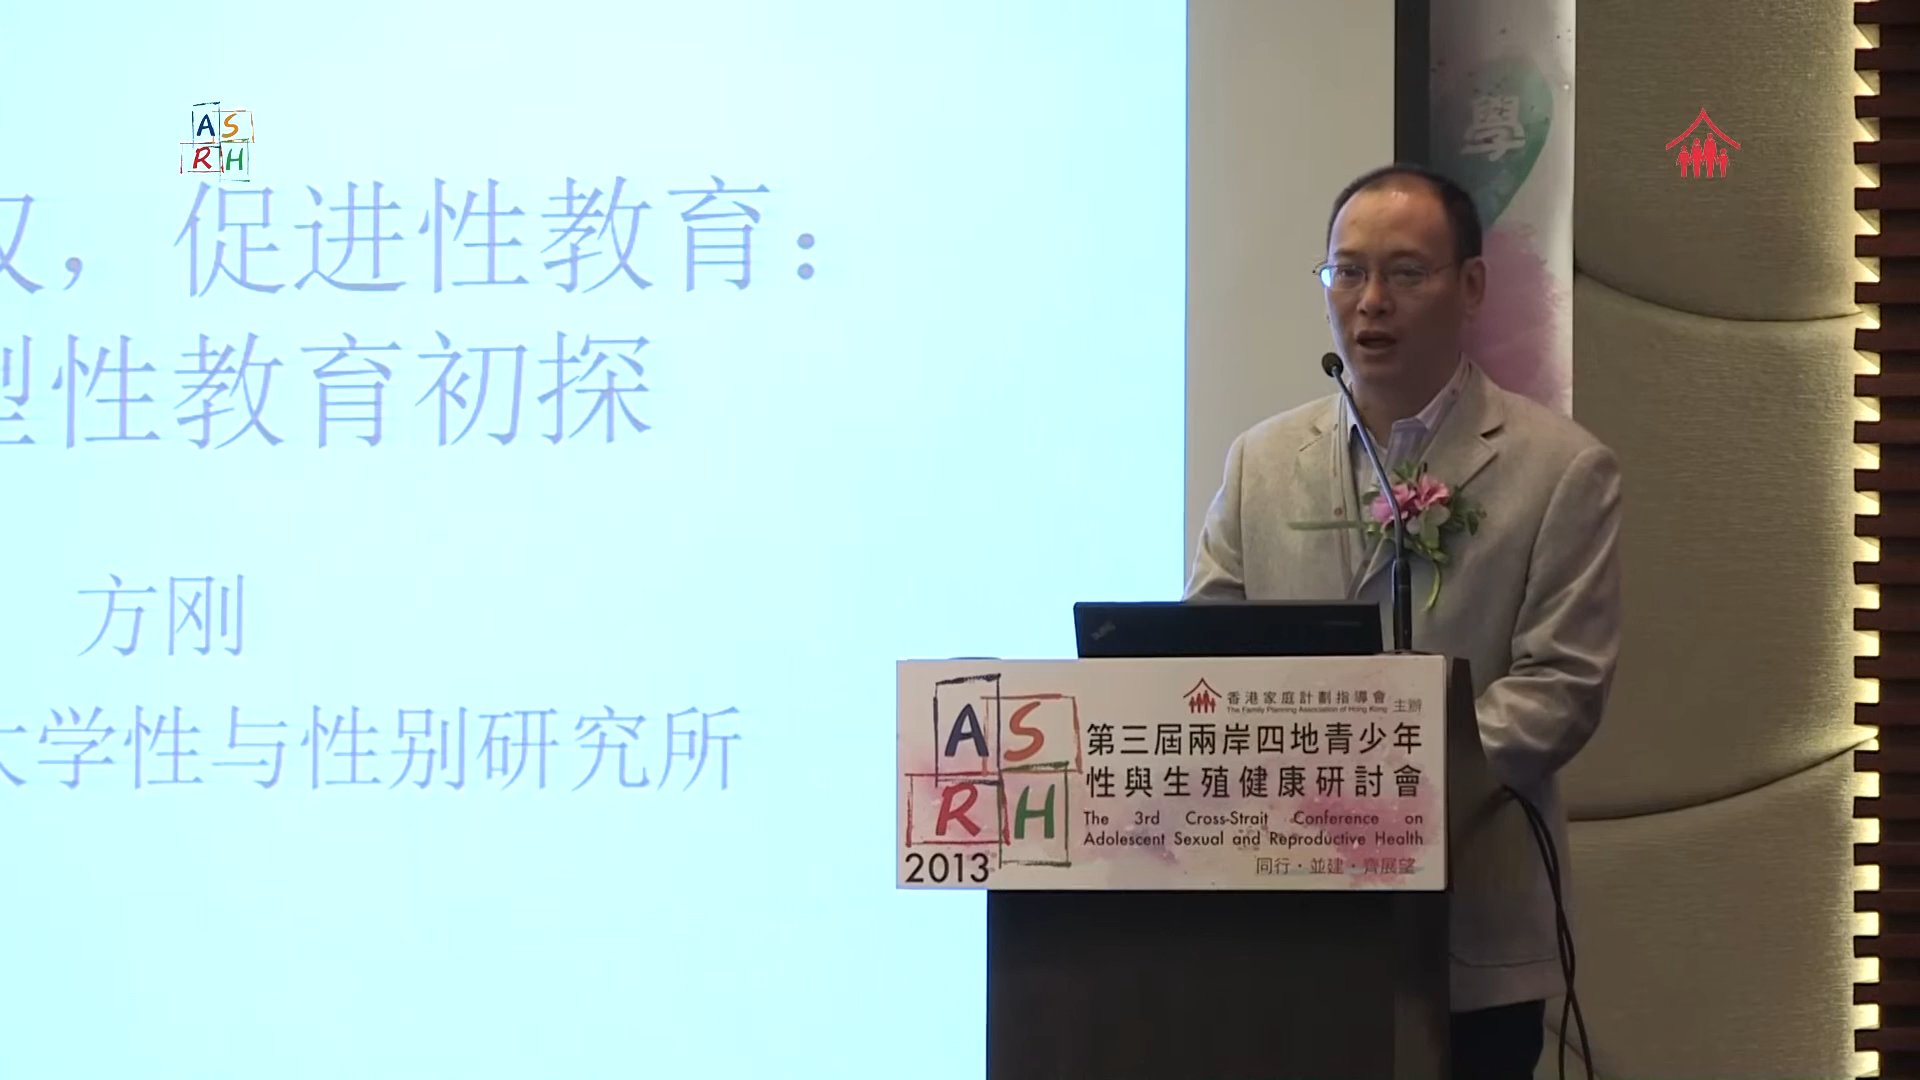 A S
R H
，促进性教育：
型性教育初探
方刚
大学性与性别研究所
學
A S
R H
2013
香港家庭計劃指導會 主辦
The Family Planning Association of Hong Kong
第三屆兩岸四地青少年
性與生殖健康研討會
The 3rd Cross-Strait Conference on
Adolescent Sexual and Reproductive Health
同行・並建・齊展望